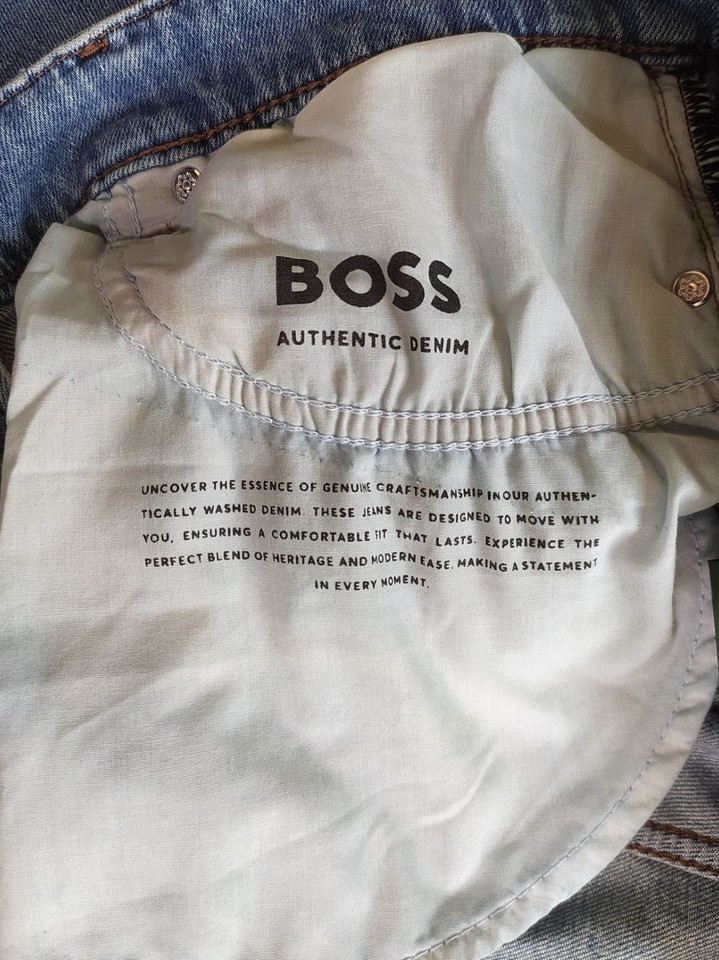 BOSS
AUTHENTIC DENIM
UNCOVER THE ESSENCE OF GENUINE CRAFTSMANSHIP IN OUR AUTHEN-
TICALLY WASHED DENIM. THESE JEANS ARE DESIGNED TO MOVE WITH
YOU, ENSURING A COMFORTABLE FIT THAT LASTS. EXPERIENCE THE
PERFECT BLEND OF HERITAGE AND MODERN EASE. MAKING A STATEMENT
IN EVERY MOMENT.